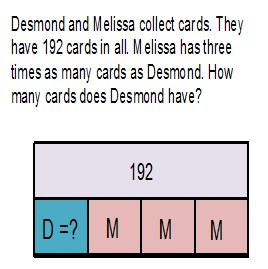 Desmond and Melissa collect cards. They
have 192 cards in all. Melissa has three
times as many cards as Desmond. How
many cards does Desmond have?
192
D =? M M M